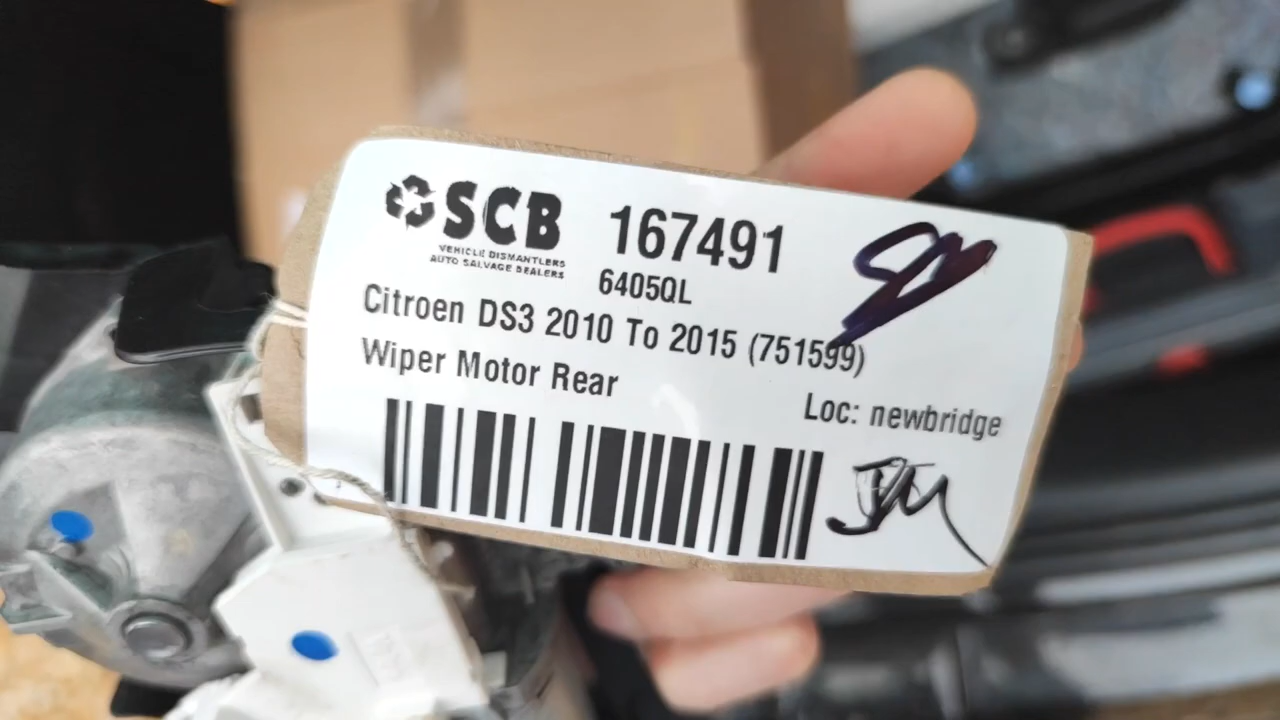 SCB
VEHICLE DISMANTLERS
AUTO SALVAGE DEALERS
167491
6405QL
Citroen DS3 2010 To 2015 (751599)
Wiper Motor Rear
Loc: newbridge